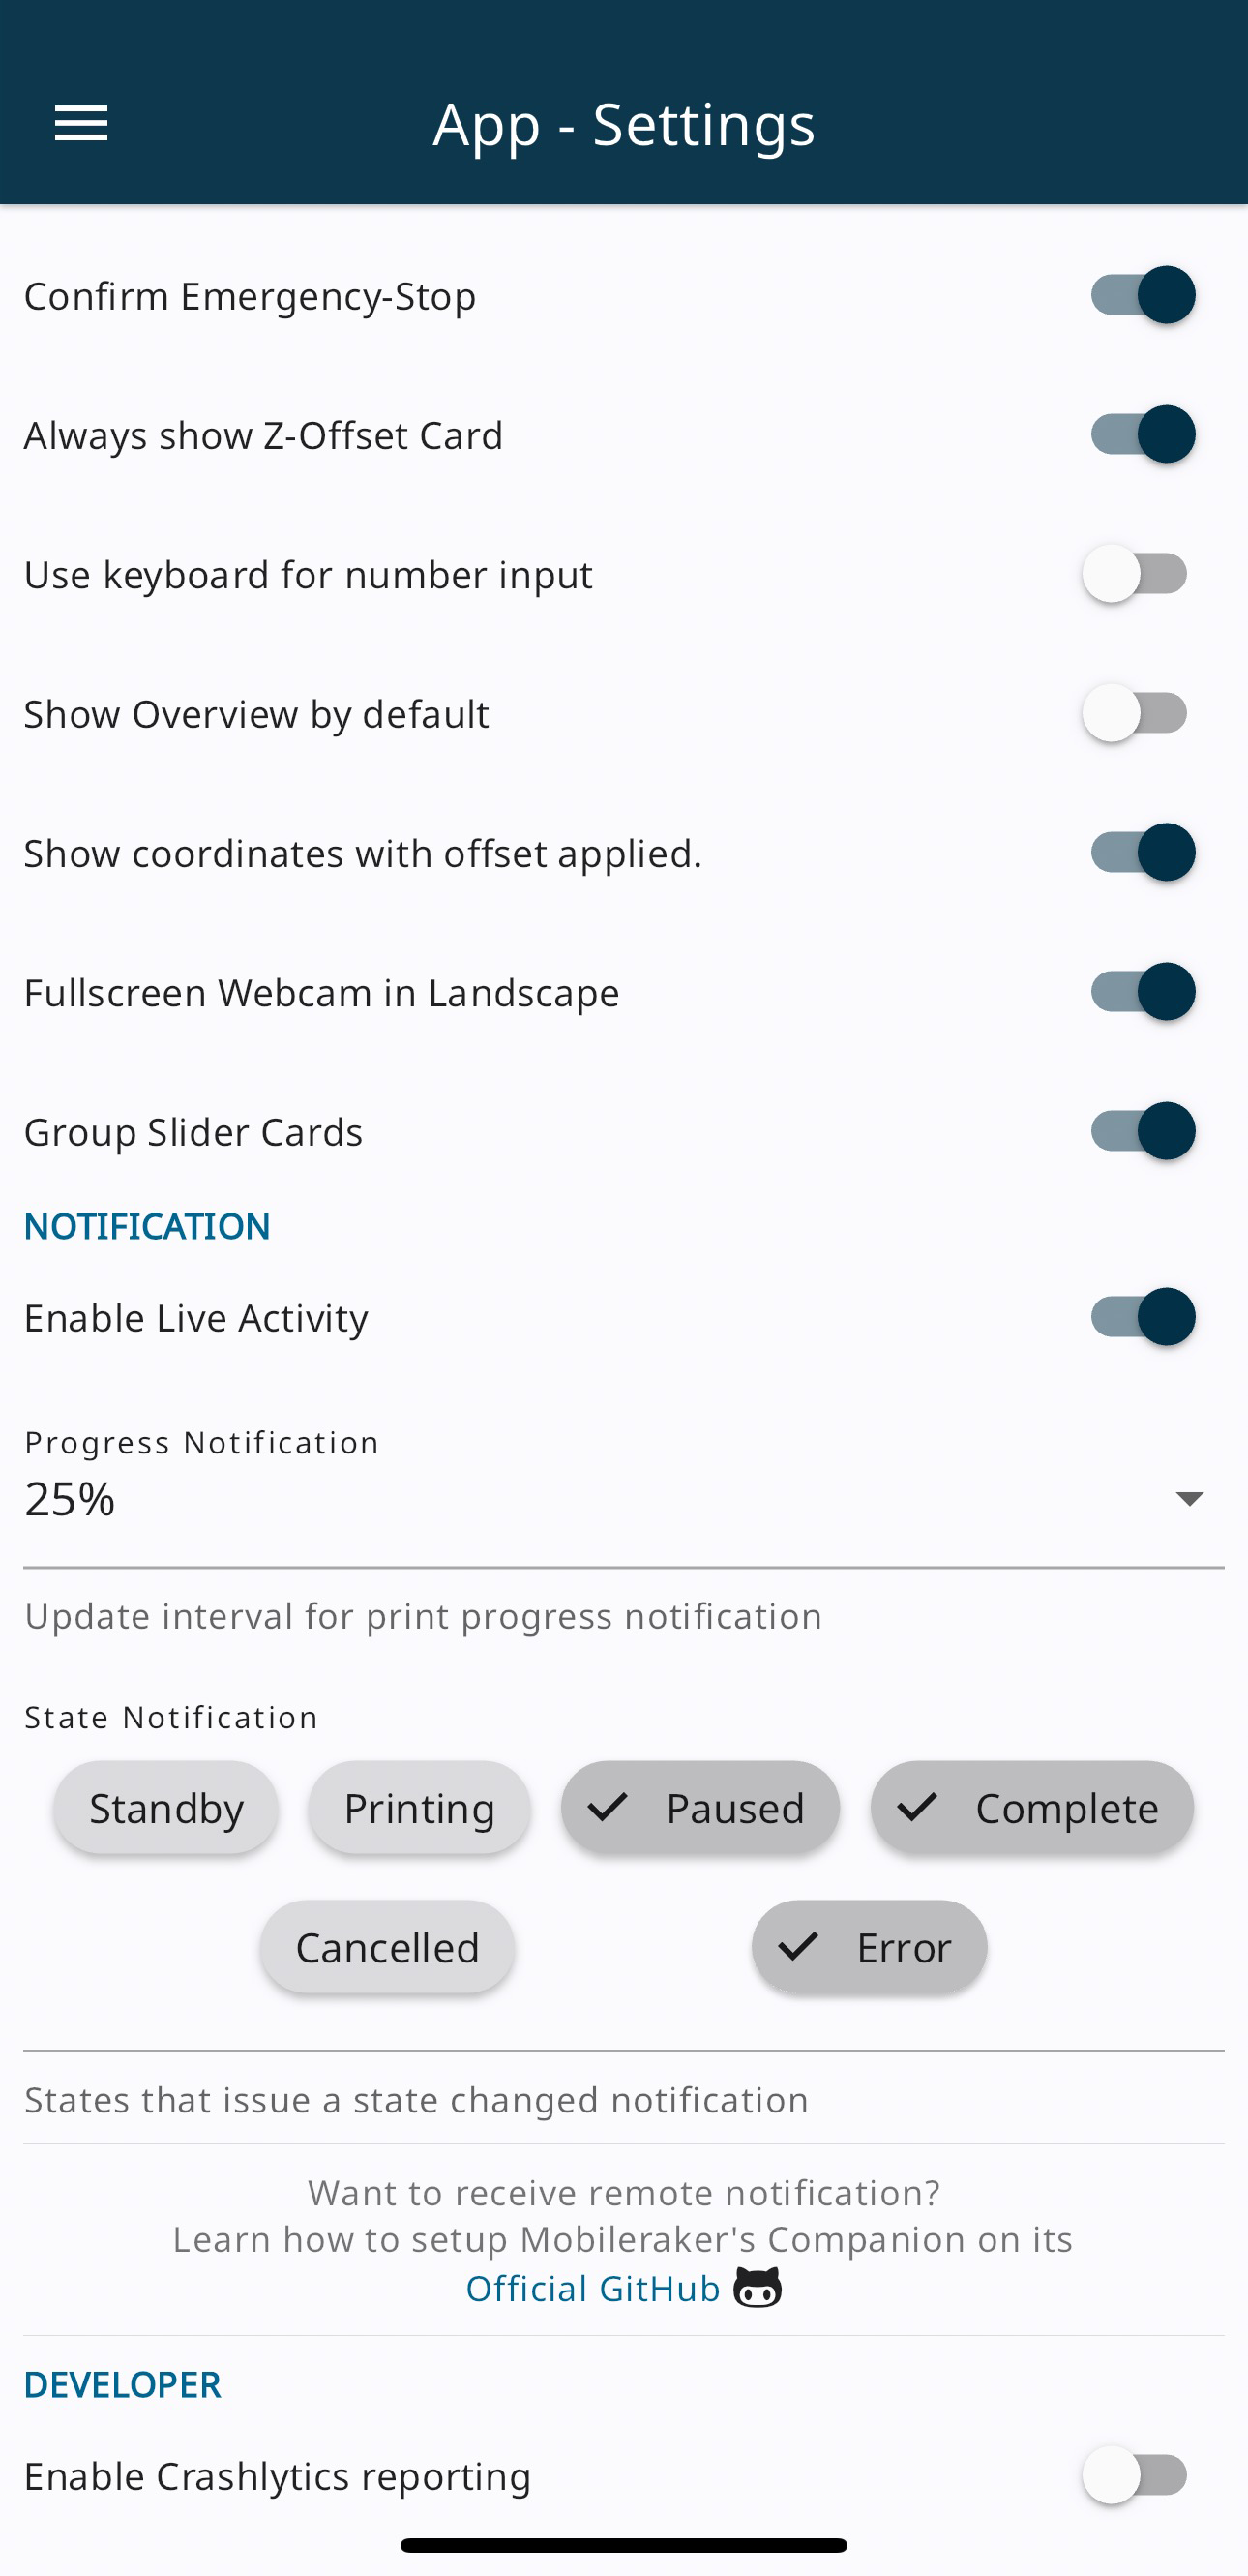 App - Settings
Confirm Emergency-Stop
Always show Z-Offset Card
Use keyboard for number input
Show Overview by default
Show coordinates with offset applied.
Fullscreen Webcam in Landscape
Group Slider Cards
NOTIFICATION
Enable Live Activity
Progress Notification
25%
Update interval for print progress notification
State Notification
Standby Printing Paused Complete
Cancelled Error
States that issue a state changed notification
Want to receive remote notification?
Learn how to setup Mobileraker's Companion on its
Official GitHub
DEVELOPER
Enable Crashlytics reporting